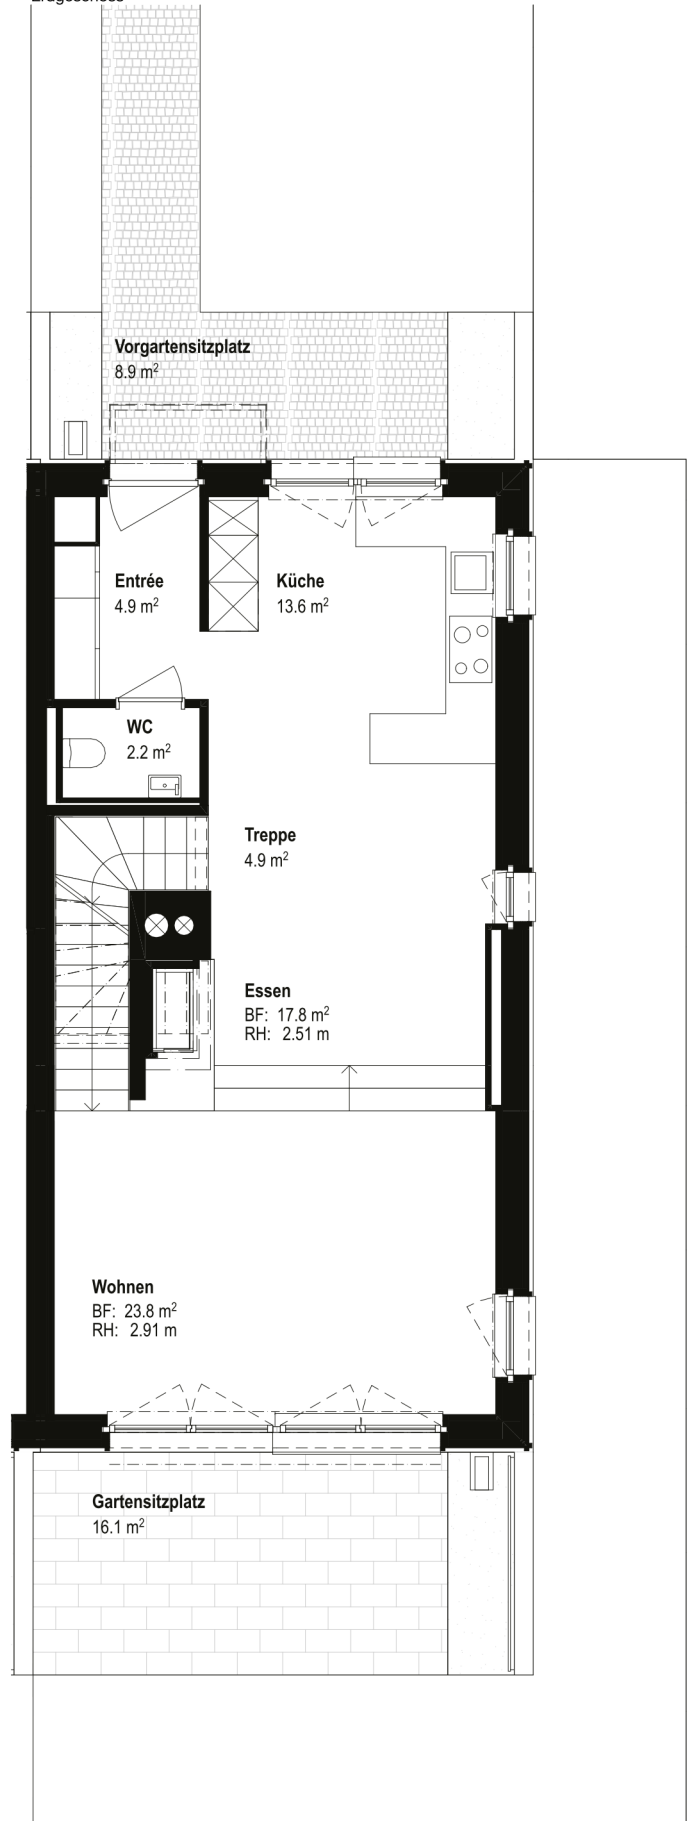 Erdgeschoss
Vorgartensitzplatz
8.9 m²
Entrée
4.9 m²
Küche
13.6 m²
WC
2.2 m²
Treppe
4.9 m²
Essen
BF: 17.8 m²
RH: 2.51 m
Wohnen
BF: 23.8 m²
RH: 2.91 m
Gartensitzplatz
16.1 m²